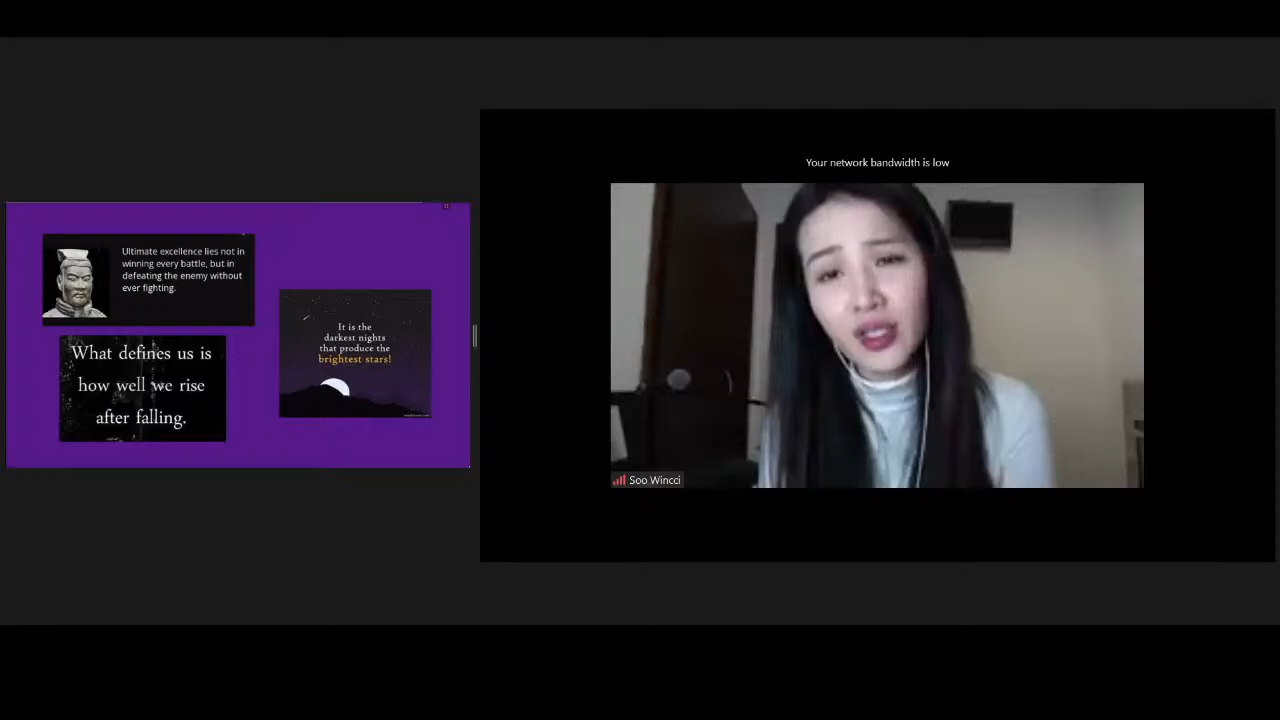 Your network bandwidth is low
Ultimate excellence lies not in
winning every battle, but in
defeating the enemy without
ever fighting.
What defines us is
how well we rise
after falling.
It is the
darkest nights
that produce the
brightest stars!
Soo Wincci